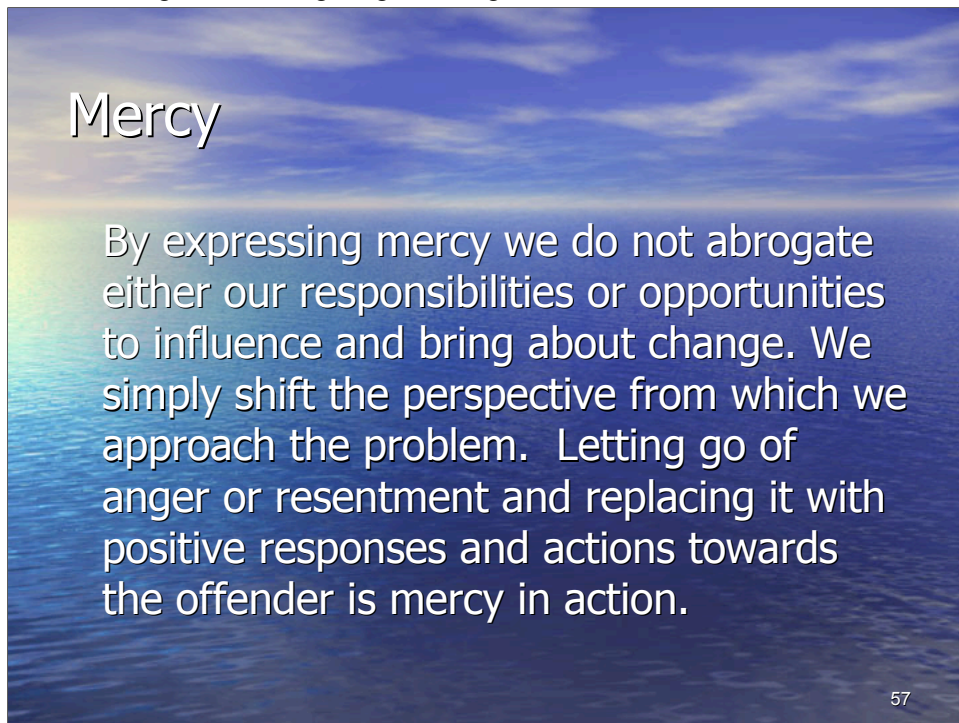 Mercy
By expressing mercy we do not abrogate
either our responsibilities or opportunities
to influence and bring about change. We
simply shift the perspective from which we
approach the problem.  Letting go of
anger or resentment and replacing it with
positive responses and actions towards
the offender is mercy in action.
57